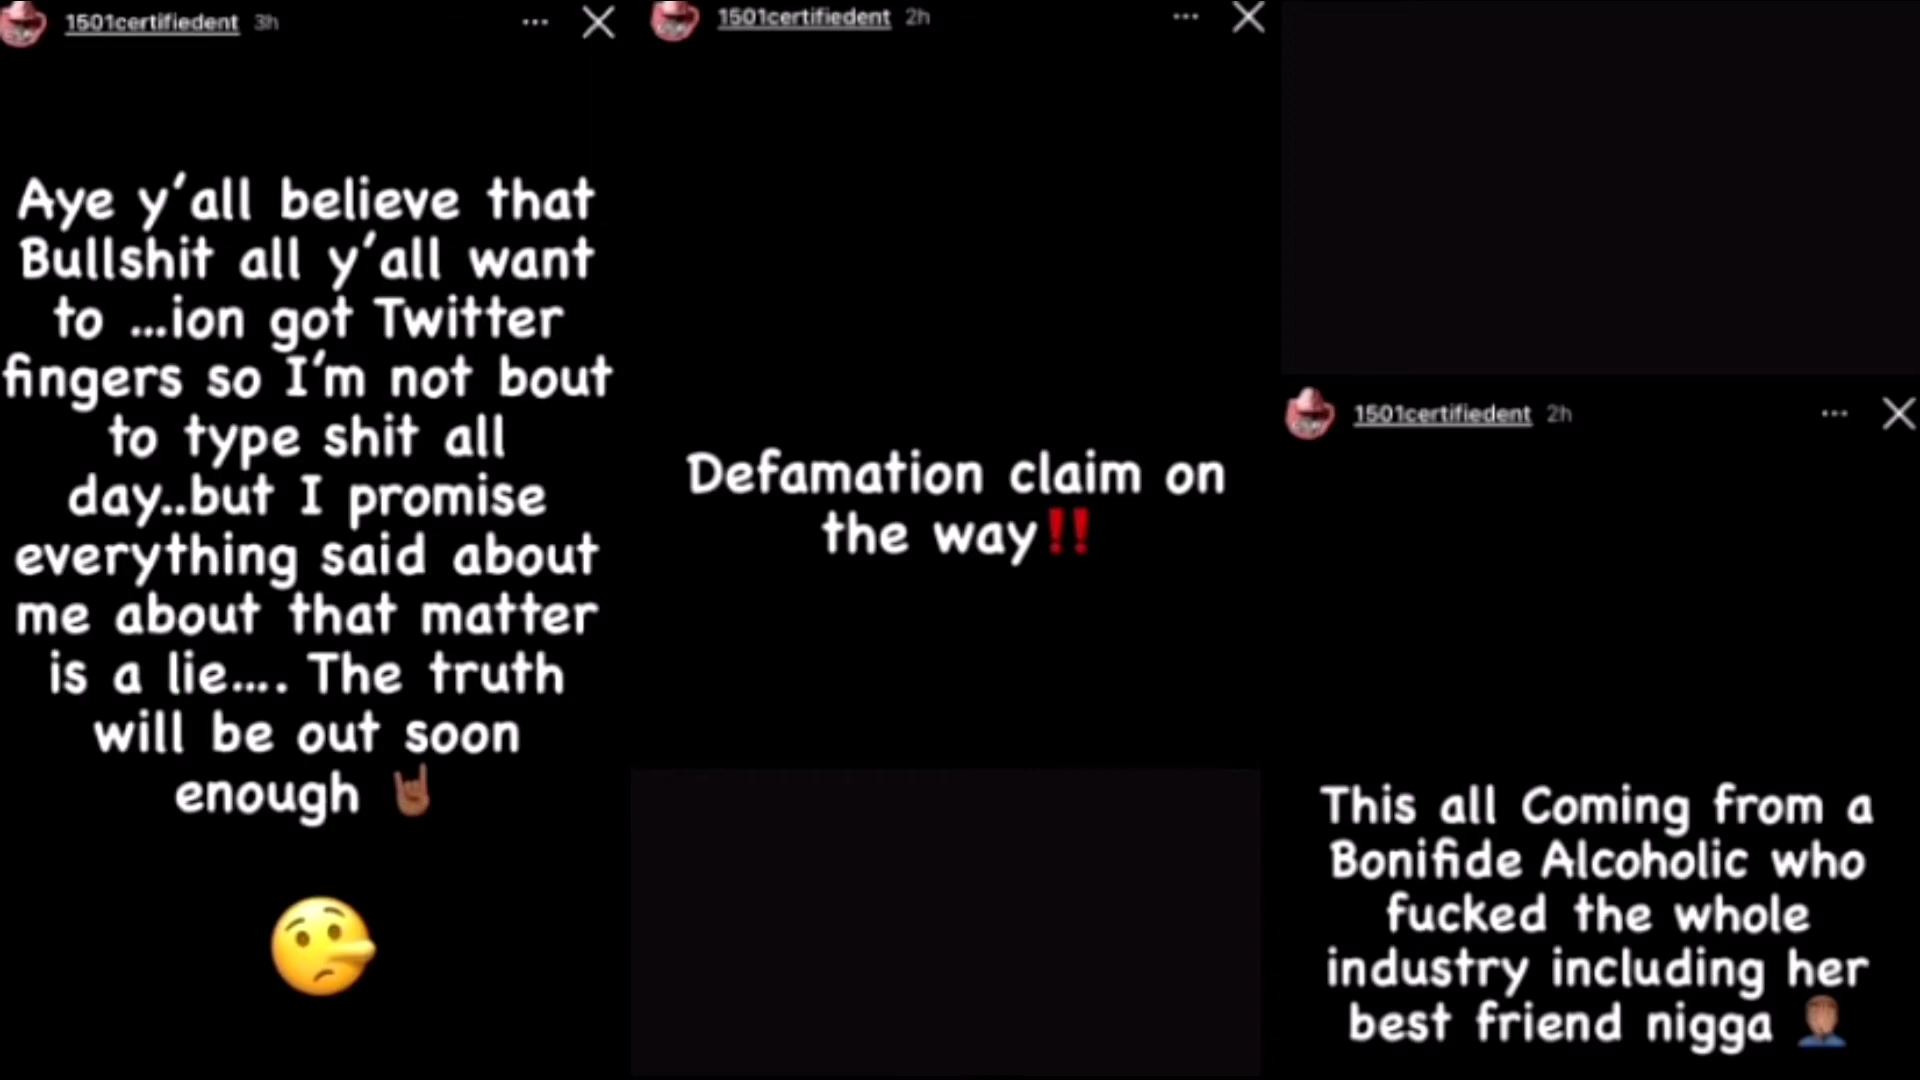 1501certifiedent 3h
Aye y’all believe that
Bullshit all y’all want
to ...ion got Twitter
fingers so I’m not bout
to type shit all
day..but I promise
everything said about
me about that matter
is a lie.... The truth
will be out soon
enough 🤘🏾
🤥
1501certifiedent 2h
Defamation claim on
the way‼️
1501certifiedent 2h
This all Coming from a
Bonifide Alcoholic who
fucked the whole
industry including her
best friend nigga 🤦🏾‍♂️